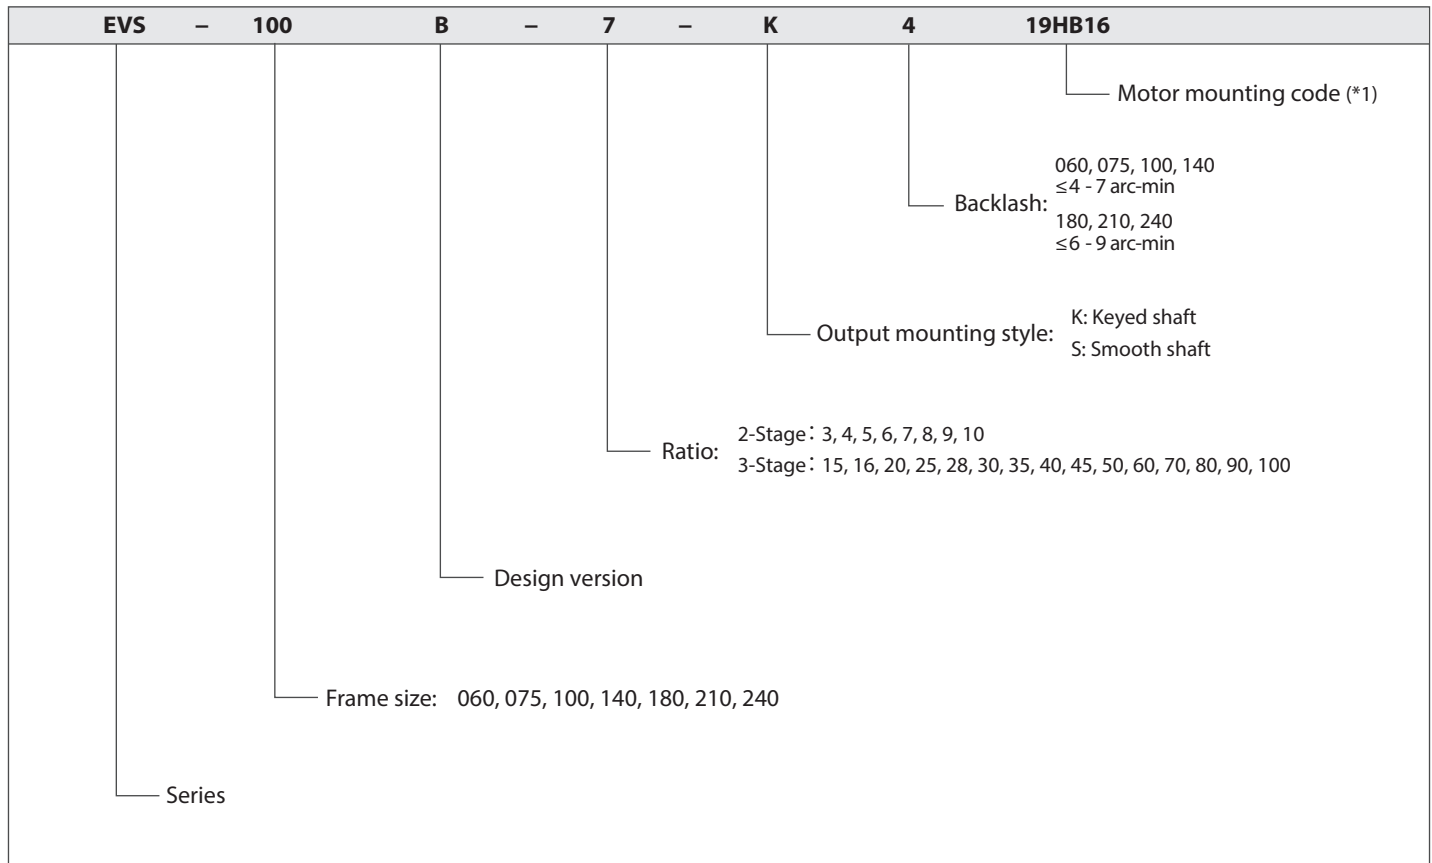 EVS – 100 B – 7 – K 4 19HB16
Motor mounting code (*1)
Backlash:
060, 075, 100, 140
≤4 - 7 arc-min
180, 210, 240
≤6 - 9 arc-min
Output mounting style:
K: Keyed shaft
S: Smooth shaft
Ratio:
2-Stage：3, 4, 5, 6, 7, 8, 9, 10
3-Stage：15, 16, 20, 25, 28, 30, 35, 40, 45, 50, 60, 70, 80, 90, 100
Design version
Frame size: 060, 075, 100, 140, 180, 210, 240
Series